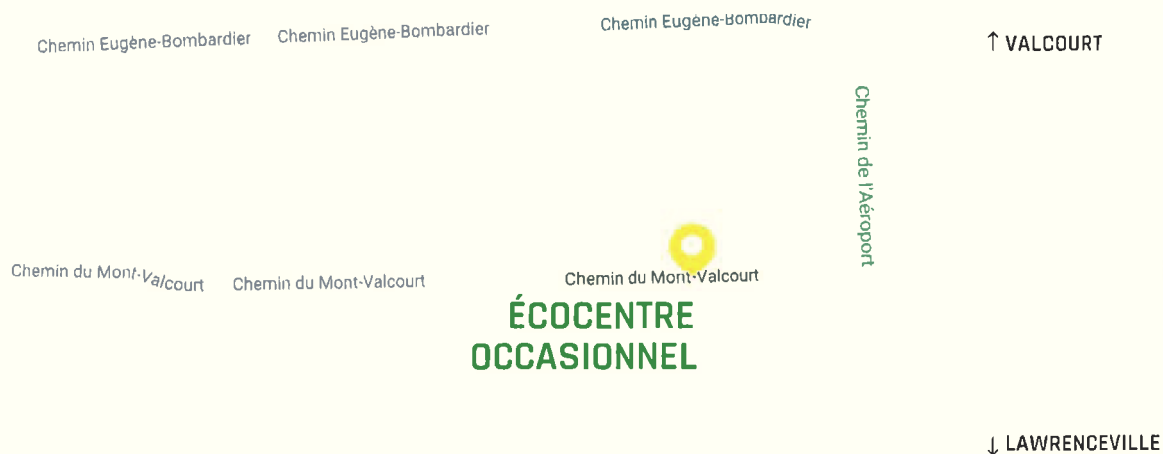 Chemin Eugène-Bombardier
Chemin Eugène-Bombardier
Chemin Eugène-Bombardier
↑ VALCOURT
Chemin de l'Aéroport
Chemin du Mont-Valcourt
Chemin du Mont-Valcourt
Chemin du Mont-Valcourt
ÉCOCENTRE
OCCASIONNEL
↓ LAWRENCEVILLE